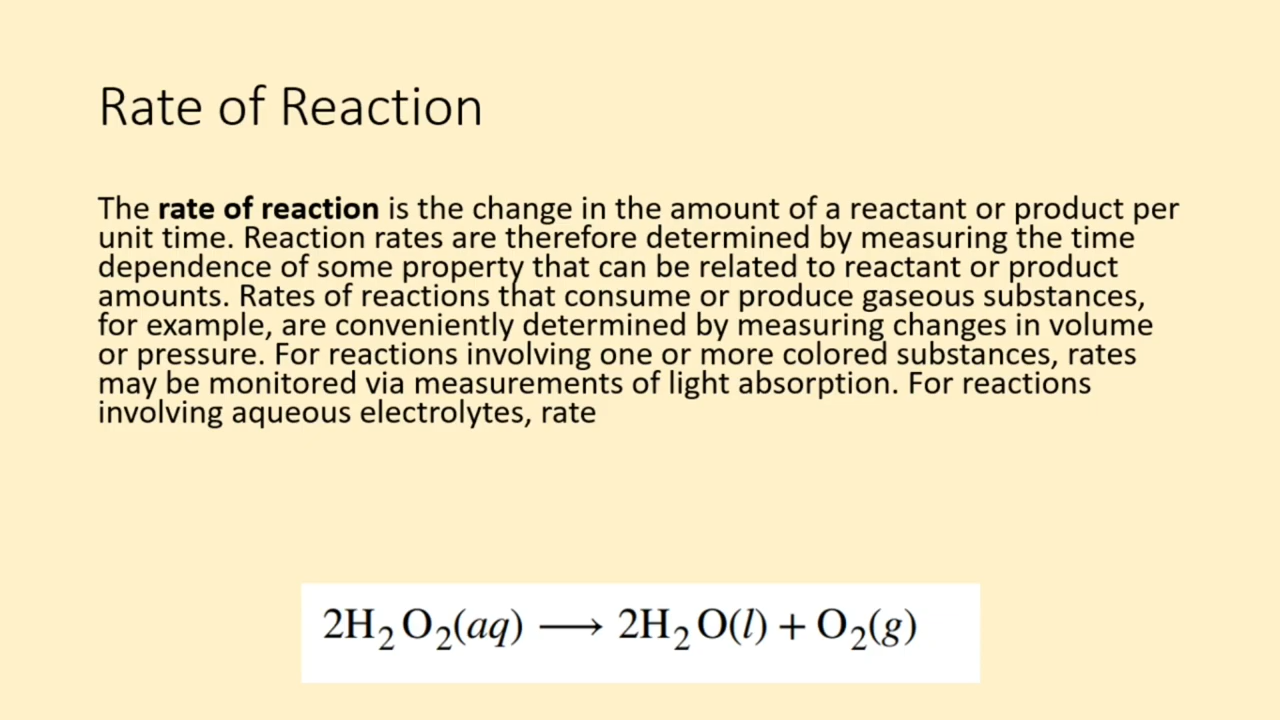 Rate of Reaction
The rate of reaction is the change in the amount of a reactant or product per
unit time. Reaction rates are therefore determined by measuring the time
dependence of some property that can be related to reactant or product
amounts. Rates of reactions that consume or produce gaseous substances,
for example, are conveniently determined by measuring changes in volume
or pressure. For reactions involving one or more colored substances, rates
may be monitored via measurements of light absorption. For reactions
involving aqueous electrolytes, rate
2H₂O₂(aq) ⟶ 2H₂O(l) + O₂(g)